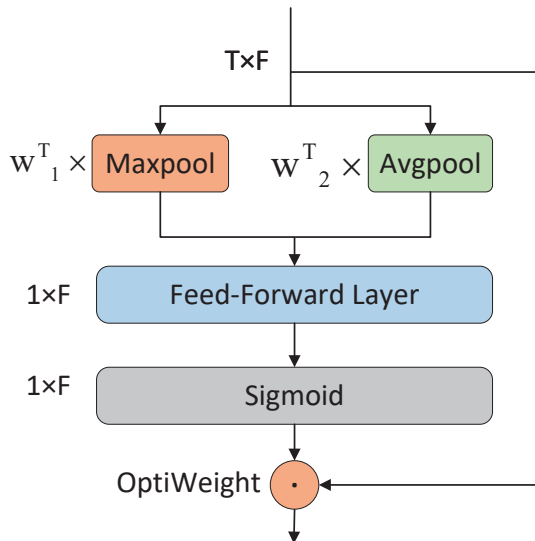 T×F
w^T_1 × Maxpool
w^T_2 × Avgpool
1×F Feed-Forward Layer
1×F Sigmoid
OptiWeight ·